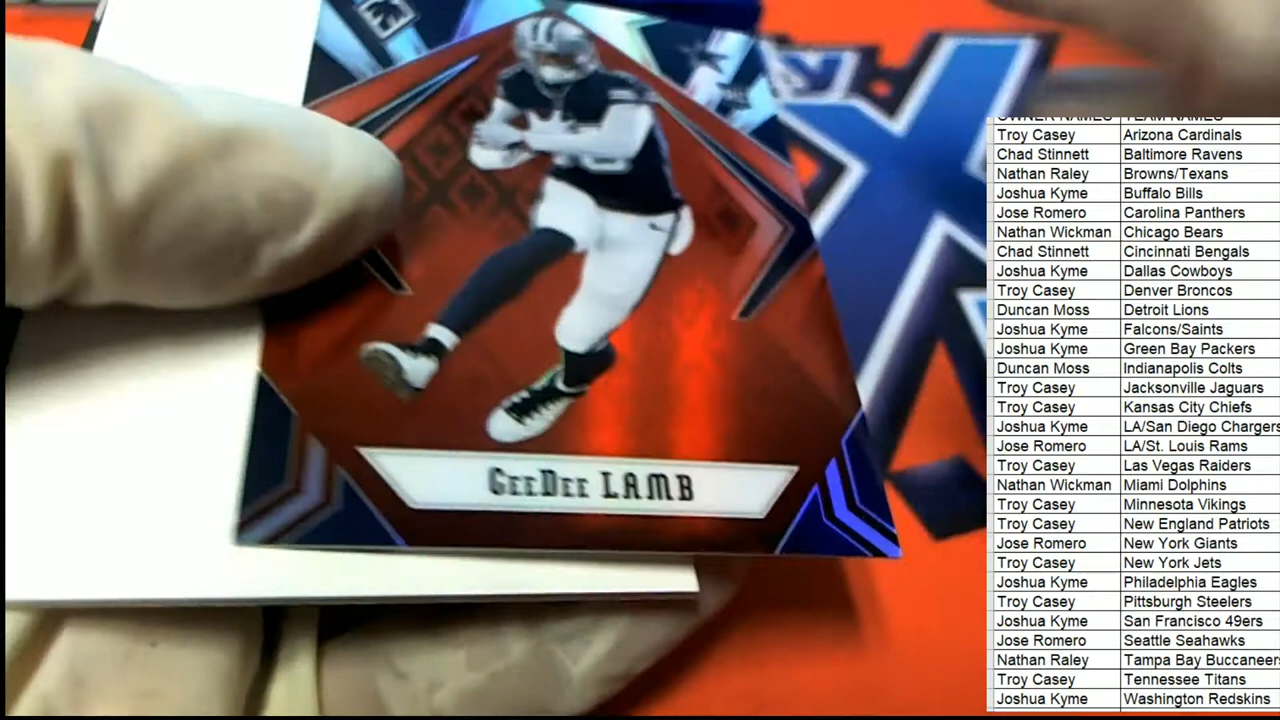 CeeDee LAMB
OWNER NAMES TEAM NAMES
Troy Casey Arizona Cardinals
Chad Stinnett Baltimore Ravens
Nathan Raley Browns/Texans
Joshua Kyme Buffalo Bills
Jose Romero Carolina Panthers
Nathan Wickman Chicago Bears
Chad Stinnett Cincinnati Bengals
Joshua Kyme Dallas Cowboys
Troy Casey Denver Broncos
Duncan Moss Detroit Lions
Joshua Kyme Falcons/Saints
Joshua Kyme Green Bay Packers
Duncan Moss Indianapolis Colts
Troy Casey Jacksonville Jaguars
Troy Casey Kansas City Chiefs
Joshua Kyme LA/San Diego Chargers
Jose Romero LA/St. Louis Rams
Troy Casey Las Vegas Raiders
Nathan Wickman Miami Dolphins
Troy Casey Minnesota Vikings
Troy Casey New England Patriots
Jose Romero New York Giants
Troy Casey New York Jets
Joshua Kyme Philadelphia Eagles
Troy Casey Pittsburgh Steelers
Joshua Kyme San Francisco 49ers
Jose Romero Seattle Seahawks
Nathan Raley Tampa Bay Buccaneers
Troy Casey Tennessee Titans
Joshua Kyme Washington Redskins